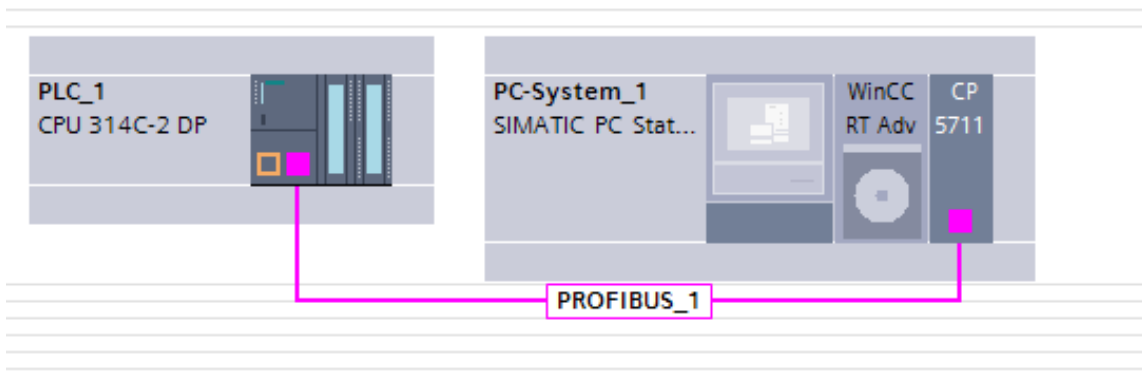 PLC_1
CPU 314C-2 DP
PC-System_1
SIMATIC PC Stat...
WinCC
RT Adv
CP
5711
PROFIBUS_1